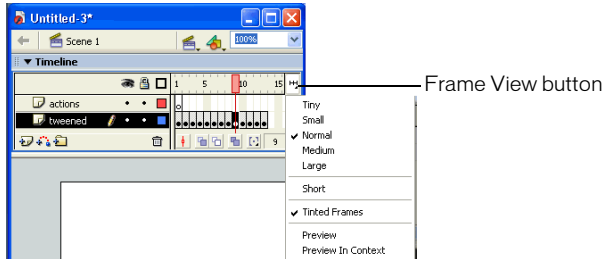 Untitled-3*
Scene 1
100%
Timeline
1 5 10 15
Frame View button
actions
tweened
9
Tiny
Small
Normal
Medium
Large
Short
Tinted Frames
Preview
Preview In Context